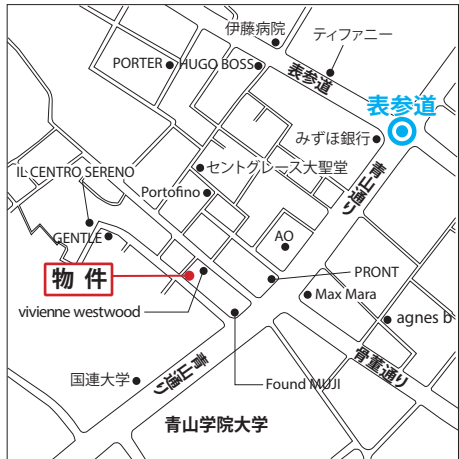 伊藤病院
ティファニー
PORTER
HUGO BOSS
表参道
表参道
みずほ銀行
IL CENTRO SERENO
セントグレース大聖堂
Portofino
青山通り
GENTLE
AO
物件
PRONT
Max Mara
vivienne westwood
agnes b
骨董通り
青山通り
国連大学
Found MUJI
青山学院大学